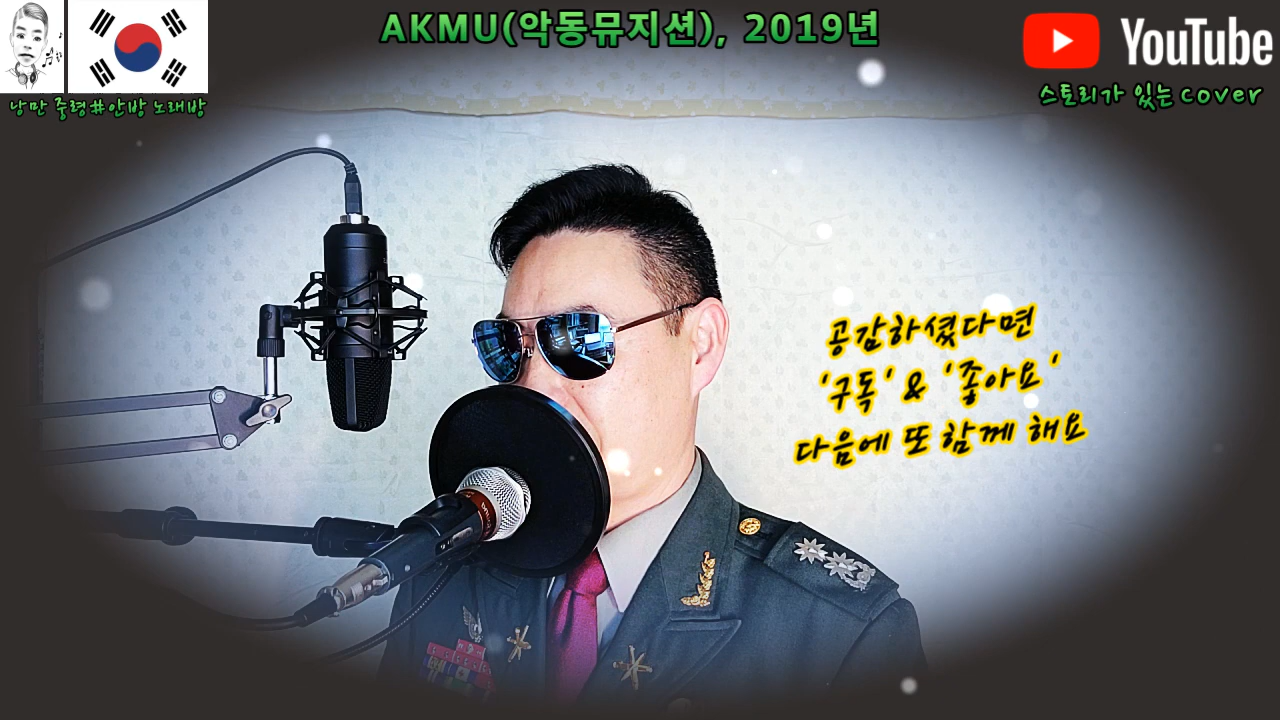 AKMU(악동뮤지션), 2019년
YouTube
낭만 중령#안방 노래방
스토리가 있는 cover
공감하셨다면
'구독' & '좋아요'
다음에 또 함께 해요